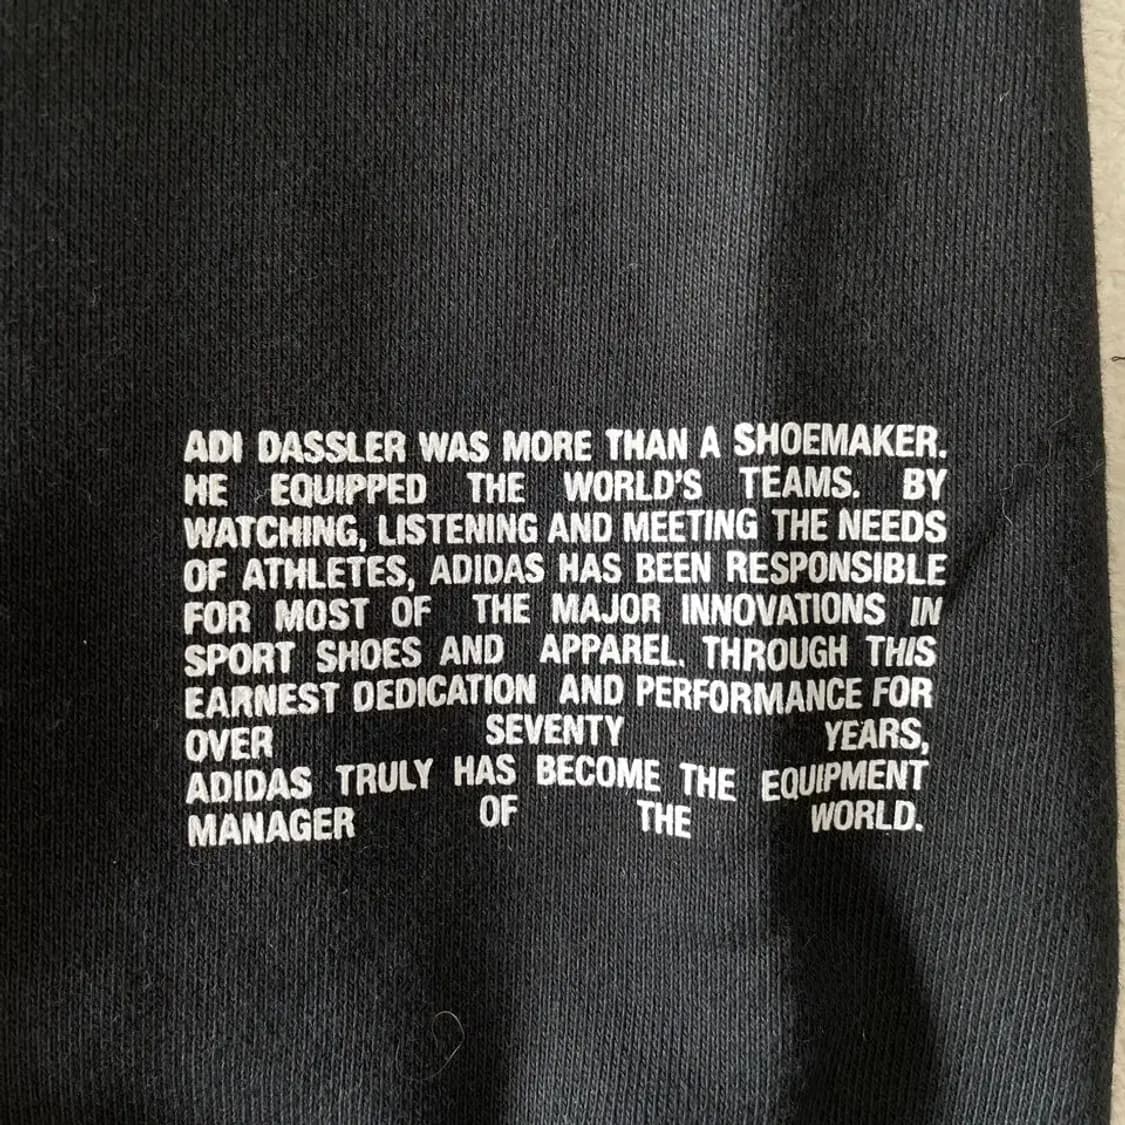 ADI DASSLER WAS MORE THAN A SHOEMAKER.
HE EQUIPPED THE WORLD'S TEAMS. BY
WATCHING, LISTENING AND MEETING THE NEEDS
OF ATHLETES, ADIDAS HAS BEEN RESPONSIBLE
FOR MOST OF THE MAJOR INNOVATIONS IN
SPORT SHOES AND APPAREL. THROUGH THIS
EARNEST DEDICATION AND PERFORMANCE FOR
OVER SEVENTY YEARS,
ADIDAS TRULY HAS BECOME THE EQUIPMENT
MANAGER OF THE WORLD.